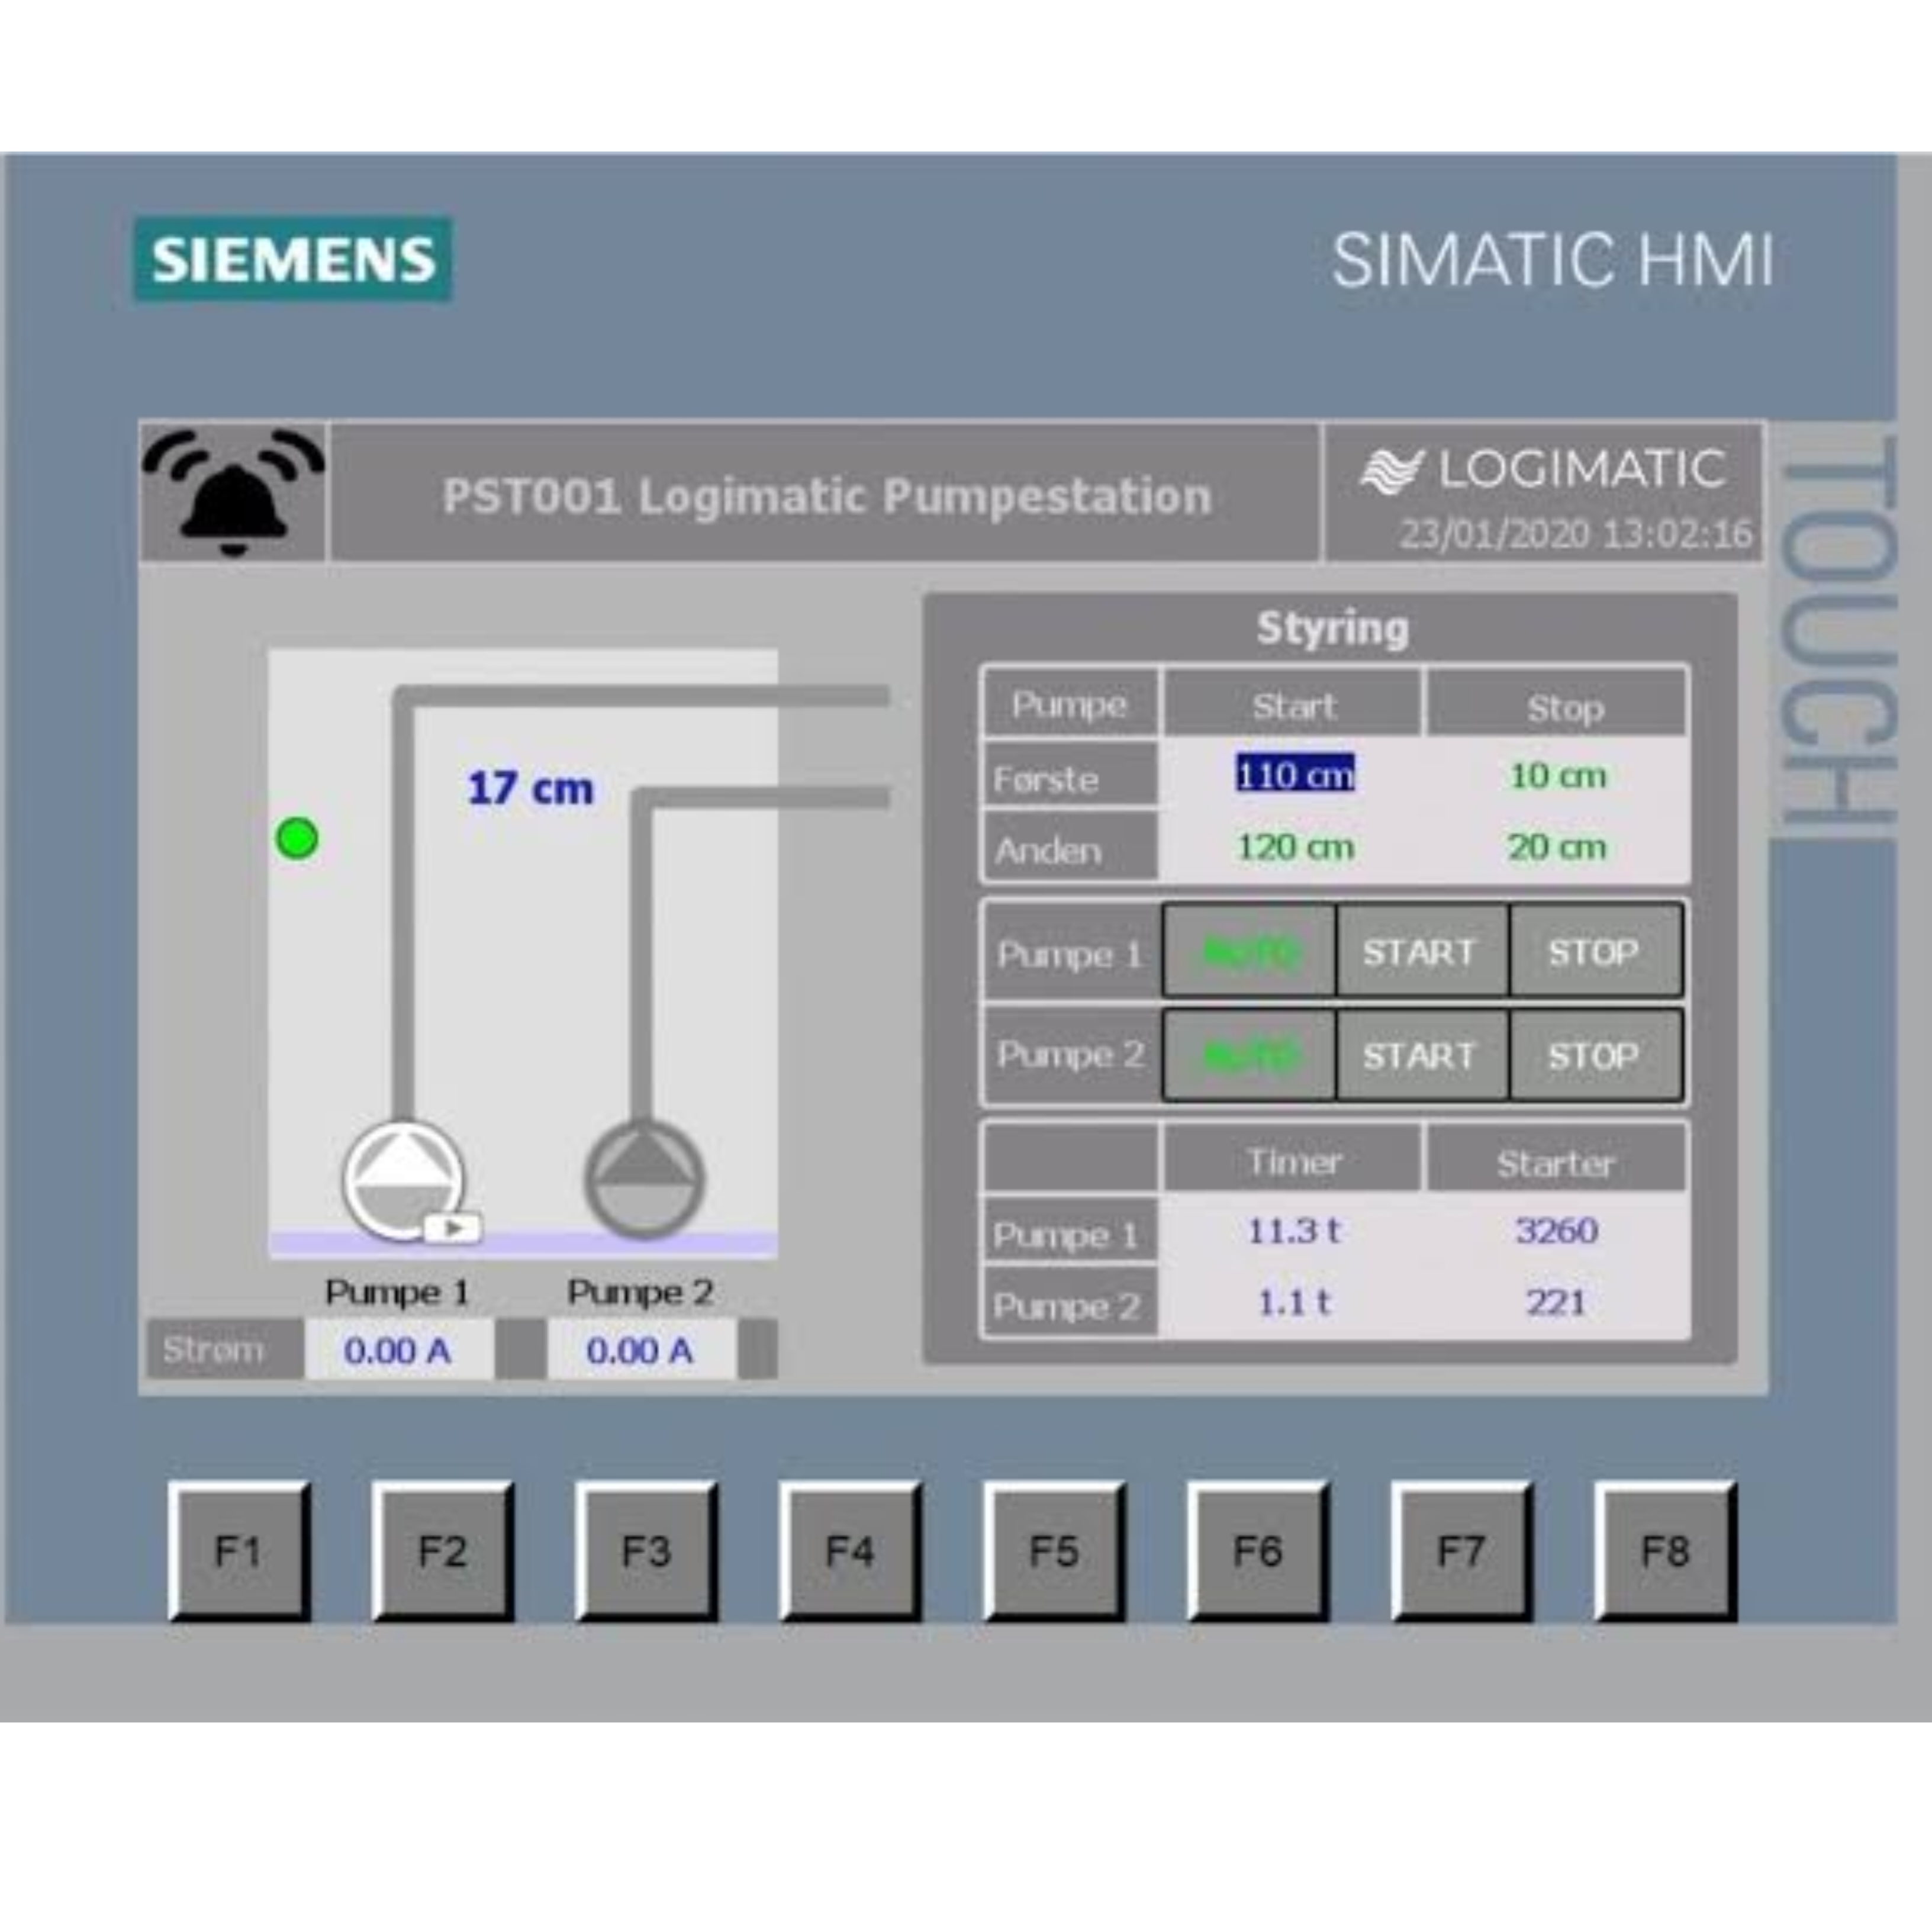 SIEMENS
SIMATIC HMI
TOUCH
PST001 Logimatic Pumpestation
LOGIMATIC
23/01/2020 13:02:16
17 cm
Pumpe 1 Pumpe 2
Strøm 0.00 A 0.00 A
Styring
Pumpe Start Stop
Første 110 cm 10 cm
Anden 120 cm 20 cm
Pumpe 1 AUTO START STOP
Pumpe 2 AUTO START STOP
Timer Starter
Pumpe 1 11.3 t 3260
Pumpe 2 1.1 t 221
F1 F2 F3 F4 F5 F6 F7 F8